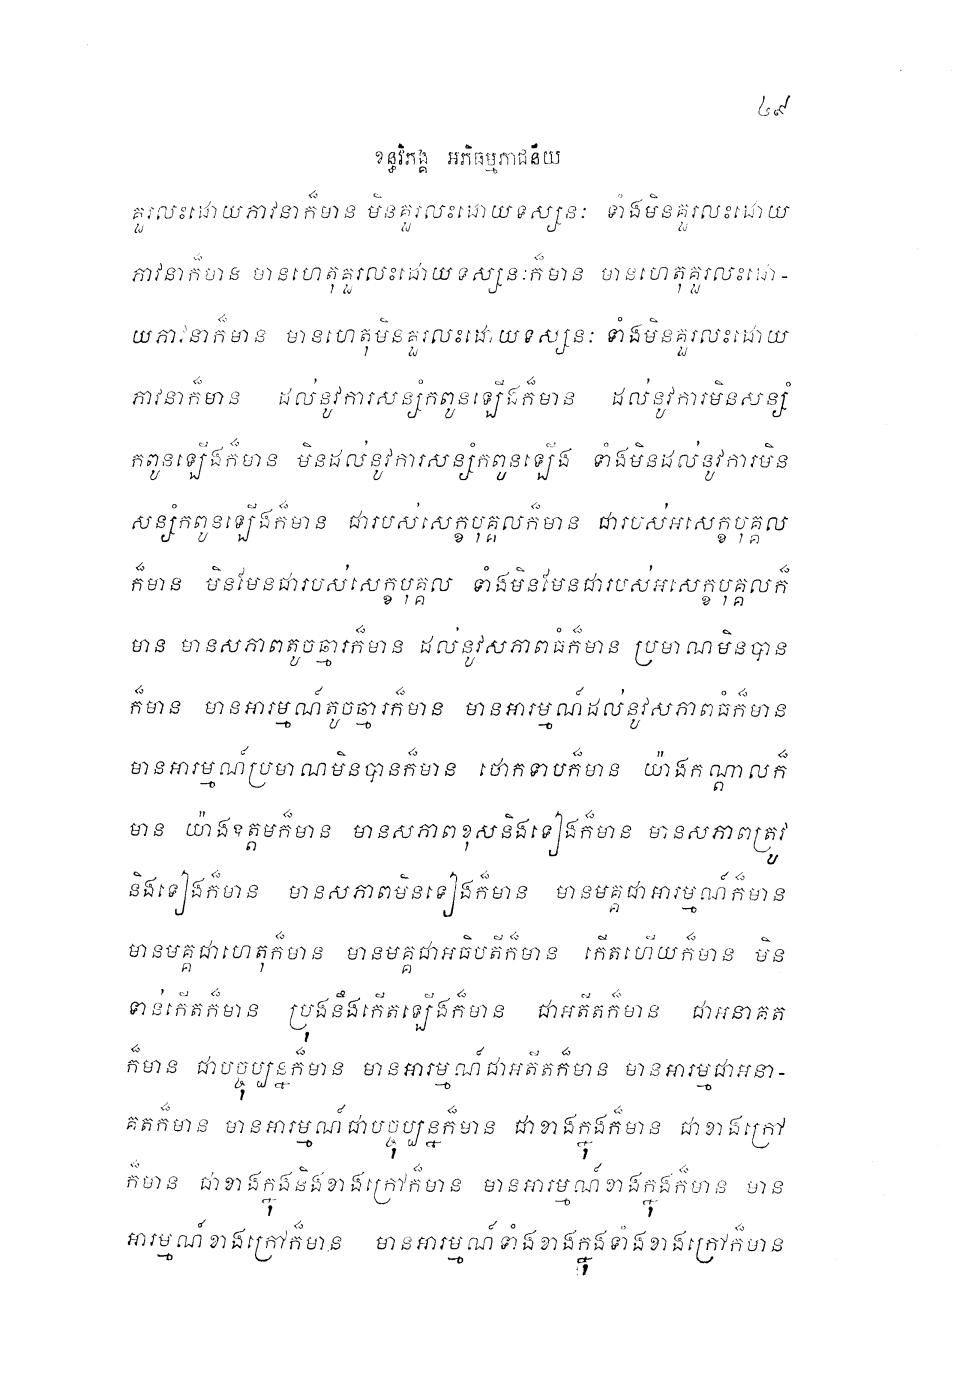 ៤៩
ខន្ធវិភង្គ អភិធម្មភាជនីយ
គួរលះដោយភាវនាក៏មាន មិនគួរលះដោយទស្សនៈ ទាំងមិនគួរលះដោយ
ភាវនាក៏មាន មានហេតុគួរលះដោយទស្សនៈក៏មាន មានហេតុគួរលះដោ-
យភាវនាក៏មាន មានហេតុមិនគួរលះដោយទស្សនៈ ទាំងមិនគួរលះដោយ
ភាវនាក៏មាន ដល់នូវការសន្សំកពូនឡើងក៏មាន ដល់នូវការមិនសន្សំ
កពូនឡើងក៏មាន មិនដល់នូវការសន្សំកពូនឡើង ទាំងមិនដល់នូវការមិន
សន្សំកពូនឡើងក៏មាន ជារបស់សេក្ខបុគ្គលក៏មាន ជារបស់អសេក្ខបុគ្គល
ក៏មាន មិនមែនជារបស់សេក្ខបុគ្គល ទាំងមិនមែនជារបស់អសេក្ខបុគ្គលក៏
មាន មានសភាពតូចឆ្មារក៏មាន ដល់នូវសភាពធំក៏មាន ប្រមាណមិនបាន
ក៏មាន មានអារម្មណ៍តូចឆ្មារក៏មាន មានអារម្មណ៍ដល់នូវសភាពធំក៏មាន
មានអារម្មណ៍ប្រមាណមិនបានក៏មាន ថោកទាបក៏មាន យ៉ាងកណ្តាលក៏
មាន យ៉ាងឧត្តមក៏មាន មានសភាពខុសនិងទៀងក៏មាន មានសភាពត្រូវ
និងទៀងក៏មាន មានសភាពមិនទៀងក៏មាន មានមគ្គជាអារម្មណ៍ក៏មាន
មានមគ្គជាហេតុក៏មាន មានមគ្គជាអធិបតីក៏មាន កើតហើយក៏មាន មិន
ទាន់កើតក៏មាន ប្រុងនឹងកើតឡើងក៏មាន ជាអតីតក៏មាន ជាអនាគត
ក៏មាន ជាបច្ចុប្បន្នក៏មាន មានអារម្មណ៍ជាអតីតក៏មាន មានអារម្មជាអនា-
គតក៏មាន មានអារម្មណ៍ជាបច្ចុប្បន្នក៏មាន ជាខាងក្នុងក៏មាន ជាខាងក្រៅ
ក៏មាន ជាខាងក្នុងនិងខាងក្រៅក៏មាន មានអារម្មណ៍ខាងក្នុងក៏មាន មាន
អារម្មណ៍ខាងក្រៅក៏មាន មានអារម្មណ៍ទាំងខាងក្នុងទាំងខាងក្រៅក៏មាន